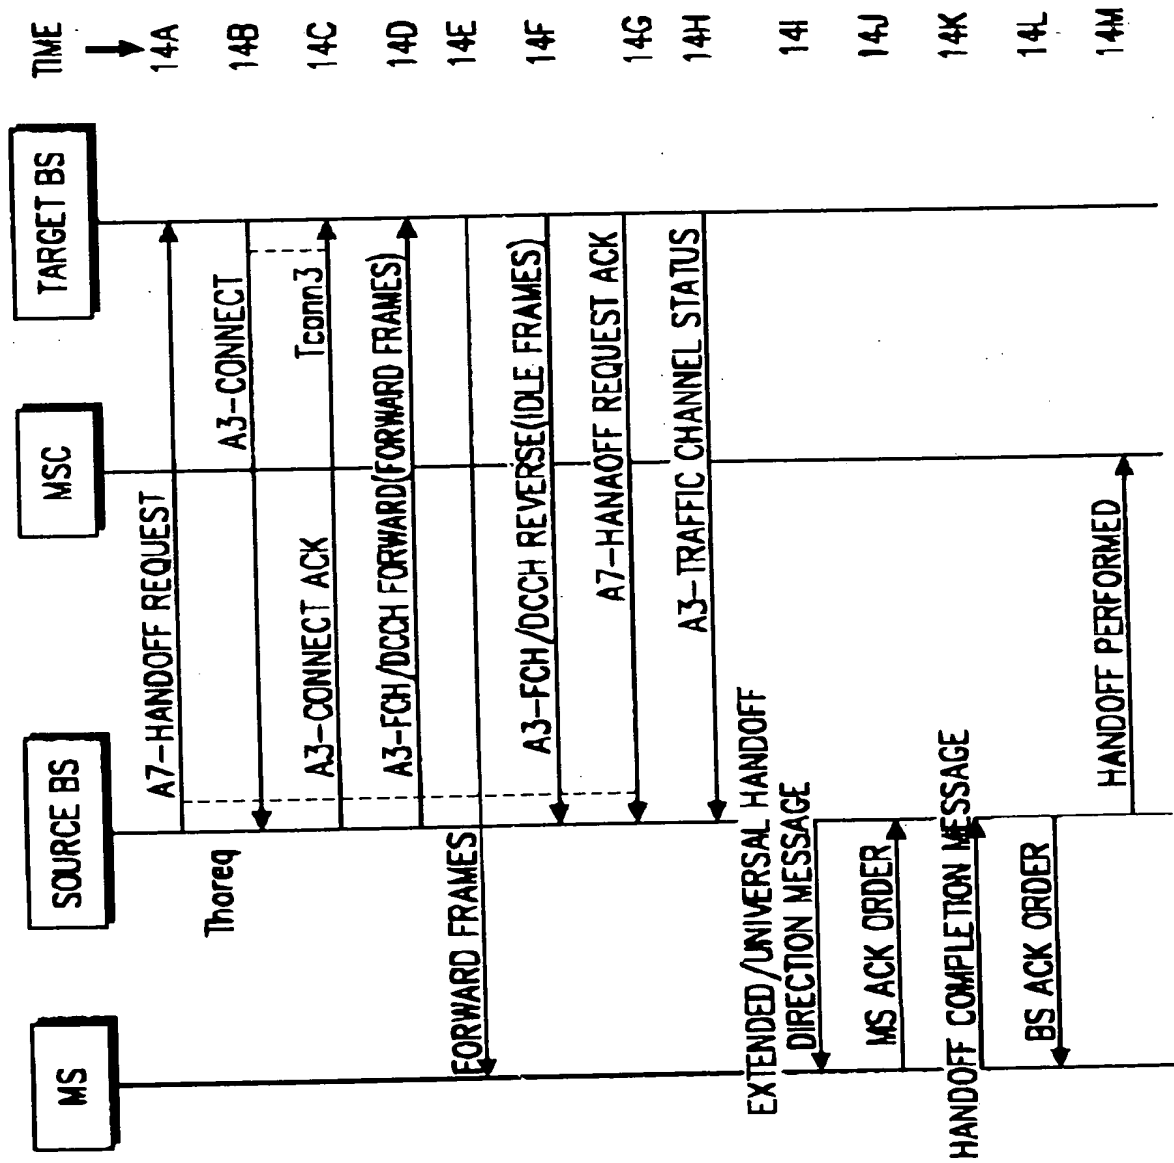 MS
SOURCE BS
MSC
TARGET BS
TIME
A7-HANDOFF REQUEST
14A
Thoreq
A3-CONNECT
14B
A3-CONNECT ACK
Tconn3
14C
A3-FCH/DCCH FORWARD(FORWARD FRAMES)
14D
FORWARD FRAMES
14E
A3-FCH/DCCH REVERSE(IDLE FRAMES)
14F
A7-HANAOFF REQUEST ACK
14G
A3-TRAFFIC CHANNEL STATUS
14H
EXTENDED/UNIVERSAL HANDOFF
DIRECTION MESSAGE
14I
MS ACK ORDER
14J
HANDOFF COMPLETION MESSAGE
14K
BS ACK ORDER
14L
HANDOFF PERFORMED
14M